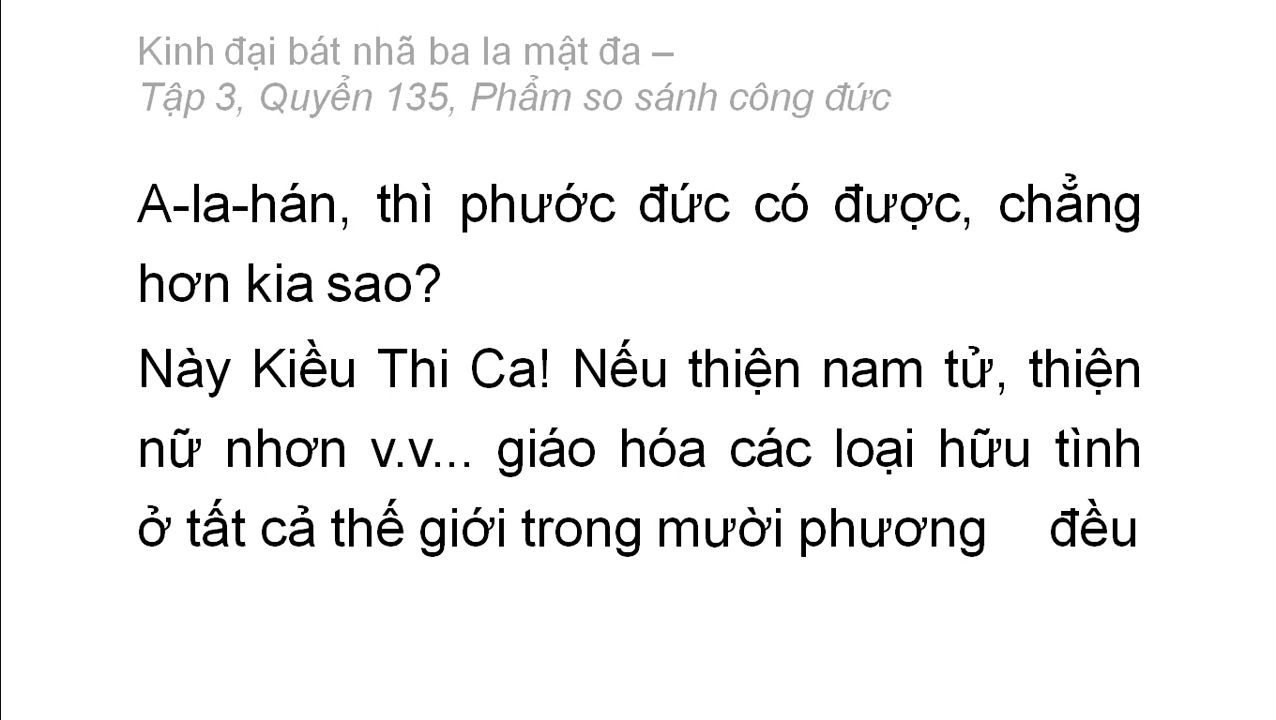 Kinh đại bát nhã ba la mật đa –
Tập 3, Quyển 135, Phẩm so sánh công đức
A-la-hán, thì phước đức có được, chẳng
hơn kia sao?
Này Kiều Thi Ca! Nếu thiện nam tử, thiện
nữ nhơn v.v... giáo hóa các loại hữu tình
ở tất cả thế giới trong mười phương đều